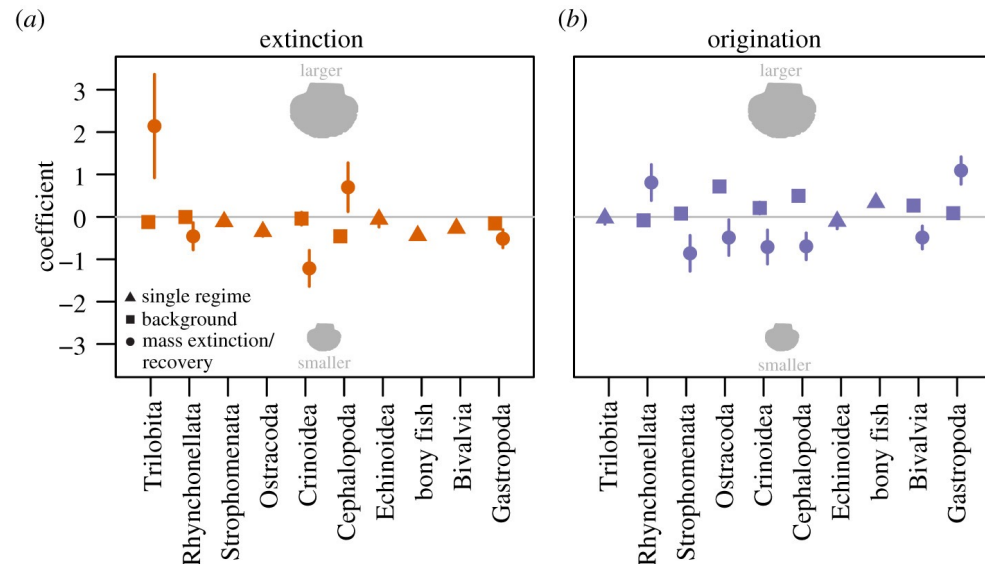 (a)
extinction
larger
3
2
1
0
−1
−2
−3
coefficient
single regime
background
mass extinction/
recovery
smaller
Trilobita
Rhynchonellata
Strophomenata
Ostracoda
Crinoidea
Cephalopoda
Echinoidea
bony fish
Bivalvia
Gastropoda
(b)
origination
larger
smaller
Trilobita
Rhynchonellata
Strophomenata
Ostracoda
Crinoidea
Cephalopoda
Echinoidea
bony fish
Bivalvia
Gastropoda